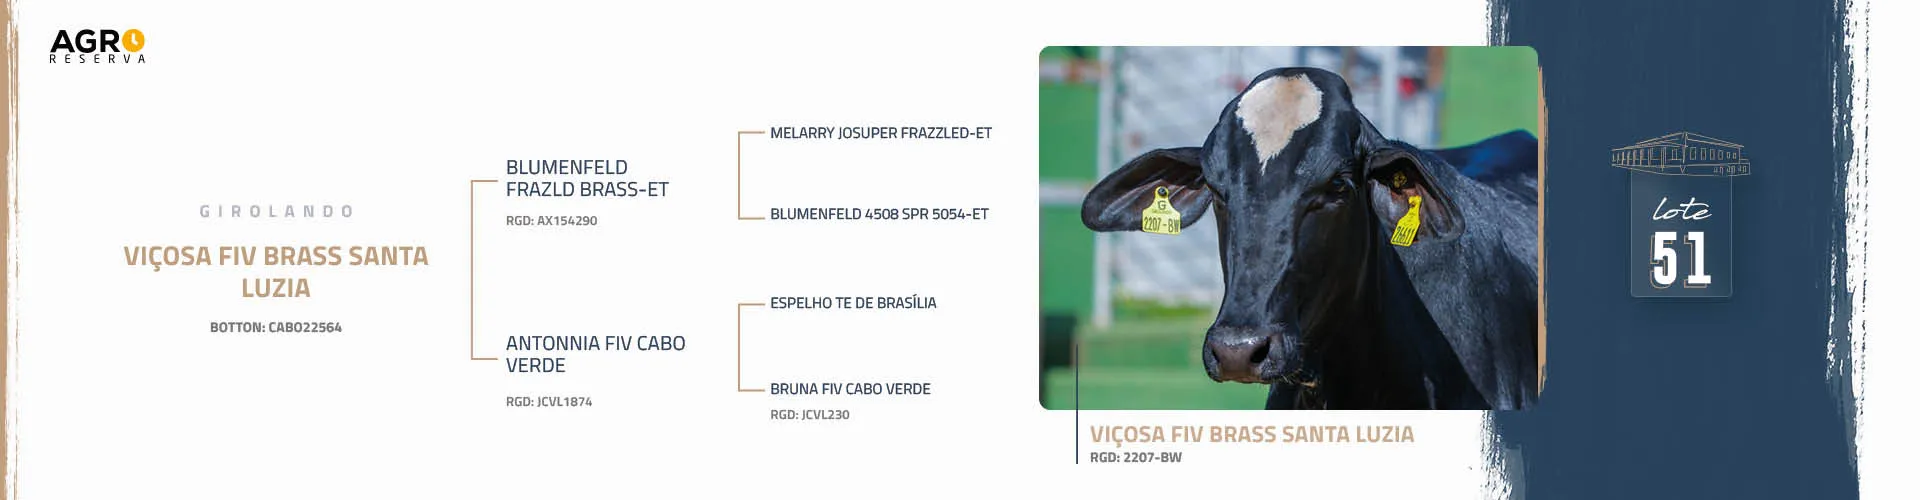 AGRO
RESERVA
GIROLANDO
VIÇOSA FIV BRASS SANTA
LUZIA
BOTTON: CABO22564
BLUMENFELD
FRAZLD BRASS-ET
RGD: AX154290
ANTONNIA FIV CABO
VERDE
RGD: JCVL1874
MELARRY JOSUPER FRAZZLED-ET
BLUMENFELD 4508 SPR 5054-ET
ESPELHO TE DE BRASÍLIA
BRUNA FIV CABO VERDE
RGD: JCVL230
G
GIROLANDO
2207-BW
2611
VIÇOSA FIV BRASS SANTA LUZIA
RGD: 2207-BW
lote
51